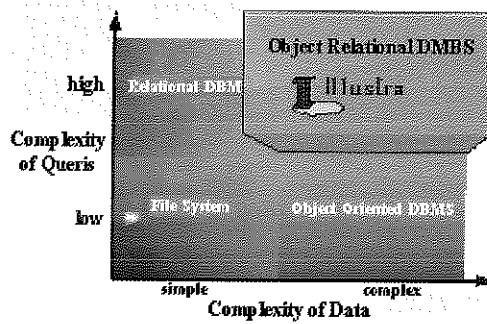 Object Relational DMBS
Illustra
high
Relational DBM
Complexity
of Queris
low
File System
Object Oriented DBMS
simple
complex
Complexity of Data